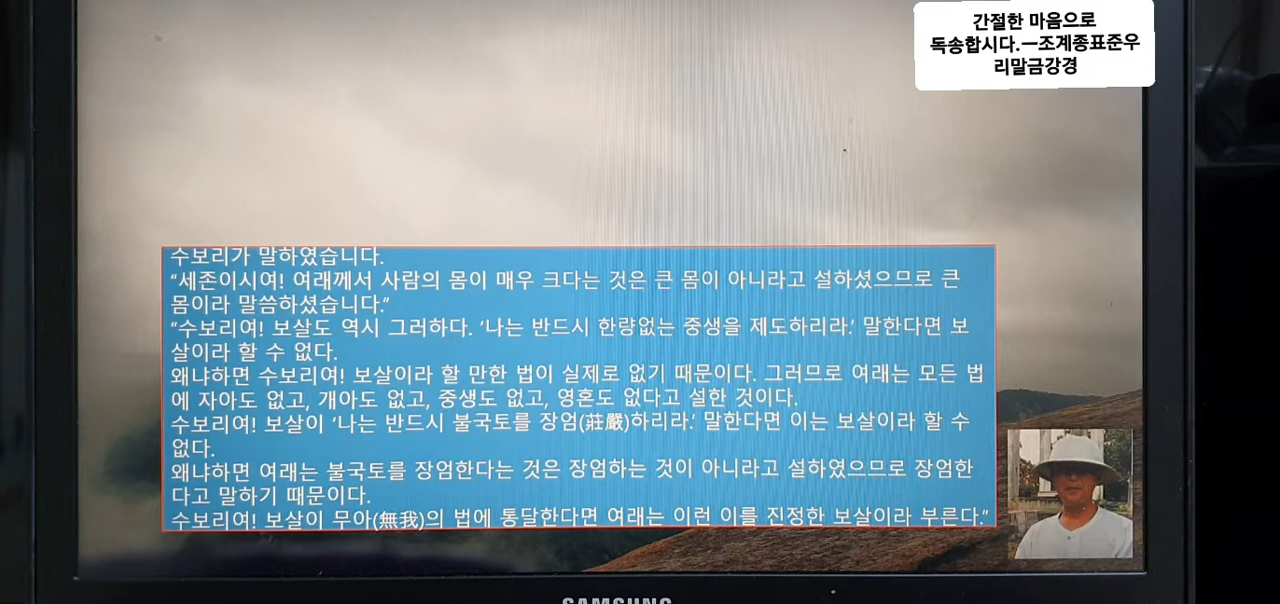 간절한 마음으로
독송합시다.ㅡ조계종표준우
리말금강경
수보리가 말하였습니다.
“세존이시여! 여래께서 사람의 몸이 매우 크다는 것은 큰 몸이 아니라고 설하셨으므로 큰
몸이라 말씀하셨습니다.”
“수보리여! 보살도 역시 그러하다. ‘나는 반드시 한량없는 중생을 제도하리라.’ 말한다면 보
살이라 할 수 없다.
왜냐하면 수보리여! 보살이라 할 만한 법이 실제로 없기 때문이다. 그러므로 여래는 모든 법
에 자아도 없고, 개아도 없고, 중생도 없고, 영혼도 없다고 설한 것이다.
수보리여! 보살이 ‘나는 반드시 불국토를 장엄(莊嚴)하리라.’ 말한다면 이는 보살이라 할 수
없다.
왜냐하면 여래는 불국토를 장엄한다는 것은 장엄하는 것이 아니라고 설하였으므로 장엄한
다고 말하기 때문이다.
수보리여! 보살이 무아(無我)의 법에 통달한다면 여래는 이런 이를 진정한 보살이라 부른다.”
SAMSUNG